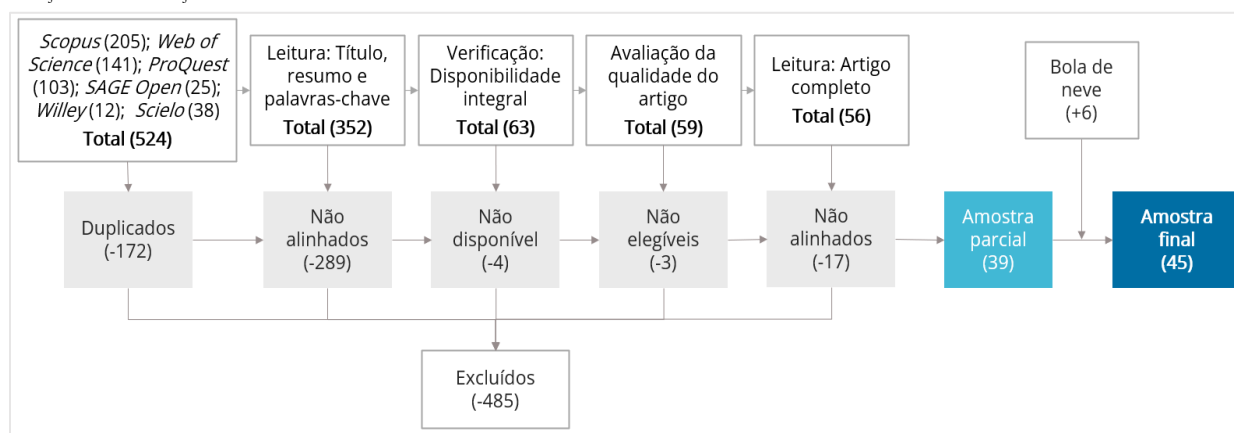 Scopus (205); Web of
Science (141); ProQuest
(103); SAGE Open (25);
Willey (12); Scielo (38)
Total (524)
Leitura: Título,
resumo e
palavras-chave
Total (352)
Verificação:
Disponibilidade
integral
Total (63)
Avaliação da
qualidade do
artigo
Total (59)
Leitura: Artigo
completo
Total (56)
Bola de
neve
(+6)
Duplicados
(-172)
Não
alinhados
(-289)
Não
disponível
(-4)
Não
elegíveis
(-3)
Não
alinhados
(-17)
Amostra
parcial
(39)
Amostra
final
(45)
Excluídos
(-485)